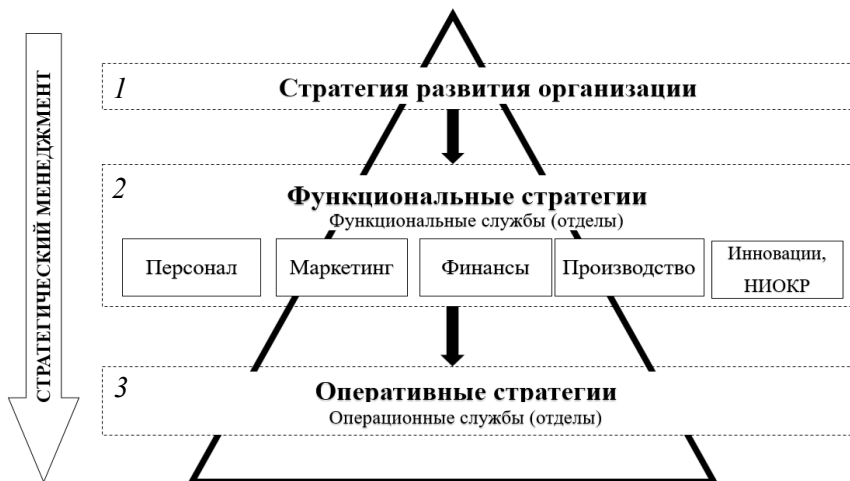 СТРАТЕГИЧЕСКИЙ МЕНЕДЖМЕНТ
1
Стратегия развития организации
2
Функциональные стратегии
Функциональные службы (отделы)
Персонал
Маркетинг
Финансы
Производство
Инновации,
НИОКР
3
Оперативные стратегии
Операционные службы (отделы)